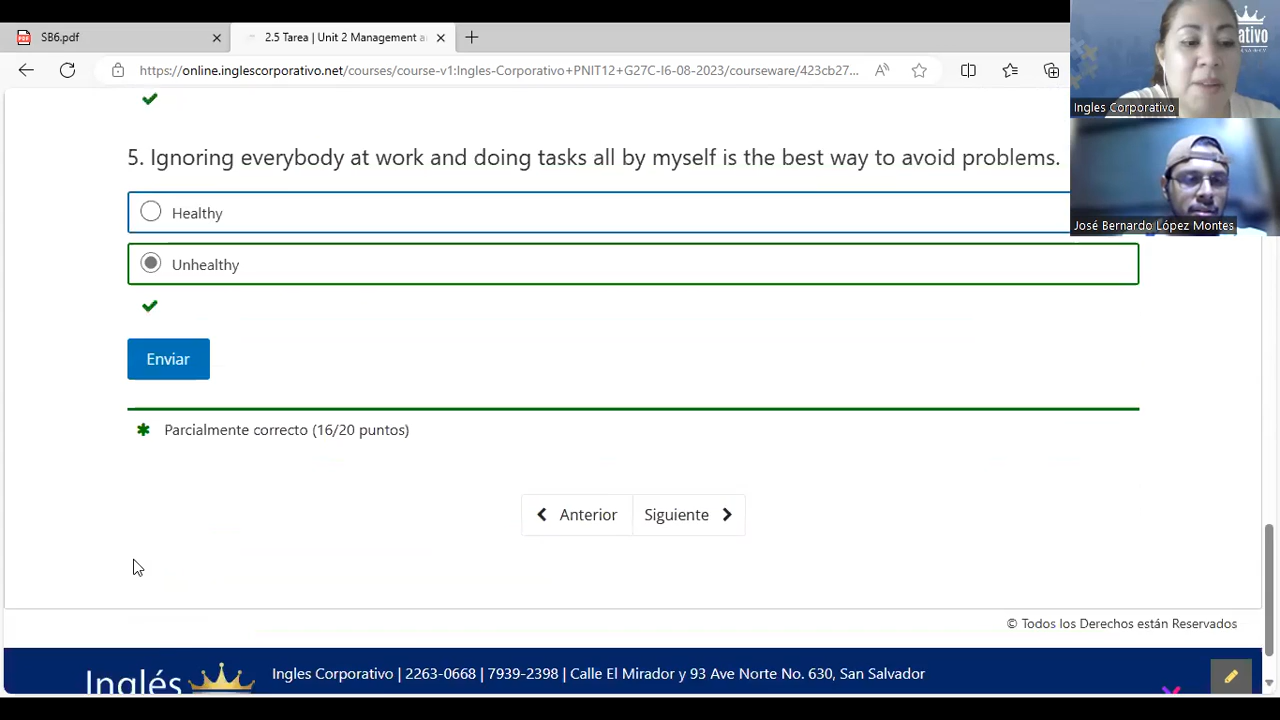 SB6.pdf
2.5 Tarea | Unit 2 Management a
https://online.inglescorporativo.net/courses/course-v1:Ingles-Corporativo+PNIT12+G27C-I6-08-2023/courseware/423cb27...
ativo
Ingles Corporativo
5. Ignoring everybody at work and doing tasks all by myself is the best way to avoid problems.
Healthy
José Bernardo López Montes
Unhealthy
Enviar
Parcialmente correcto (16/20 puntos)
Anterior
Siguiente
© Todos los Derechos están Reservados
Inglés
Ingles Corporativo | 2263-0668 | 7939-2398 | Calle El Mirador y 93 Ave Norte No. 630, San Salvador